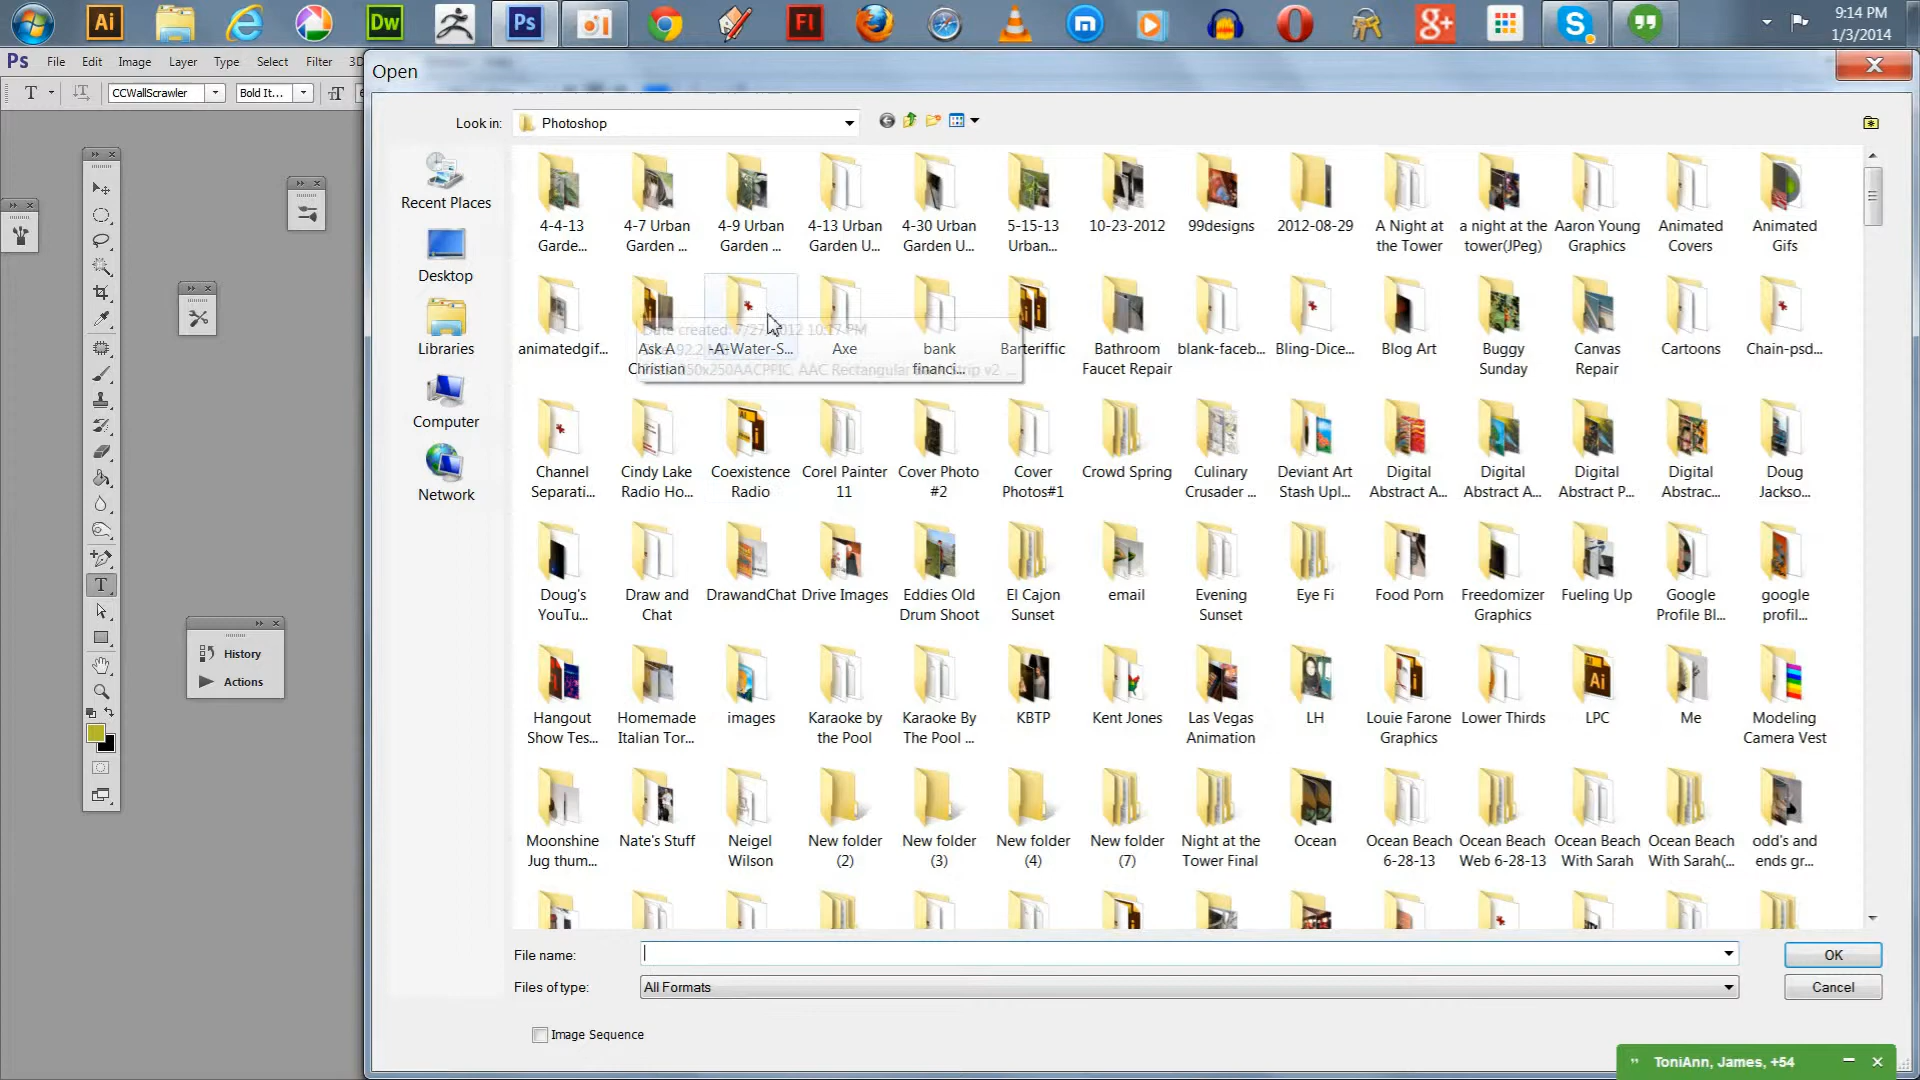 Ai
Dw
Ps
Fl
9:14 PM
1/3/2014
Ps File Edit Image Layer Type Select Filter 3D
T CCWallScrawler Bold It...
Open
Look in: Photoshop
Recent Places
Desktop
Libraries
Computer
Network
4-4-13 Garde...
4-7 Urban Garden ...
4-9 Urban Garden ...
4-13 Urban Garden U...
4-30 Urban Garden U...
5-15-13 Urban...
10-23-2012
99designs
2012-08-29
A Night at the Tower
a night at the tower(JPeg)
Aaron Young Graphics
Animated Covers
Animated Gifs
animatedgif...
Ask A Christian
-A-Water-S...
Axe
bank financi...
Barteriffic
Bathroom Faucet Repair
blank-faceb...
Bling-Dice...
Blog Art
Buggy Sunday
Canvas Repair
Cartoons
Chain-psd...
Channel Separati...
Cindy Lake Radio Ho...
Coexistence Radio
Corel Painter 11
Cover Photo #2
Cover Photos#1
Crowd Spring
Culinary Crusader ...
Deviant Art Stash Upl...
Digital Abstract A...
Digital Abstract A...
Digital Abstract P...
Digital Abstrac...
Doug Jackso...
Doug's YouTu...
Draw and Chat
DrawandChat
Drive Images
Eddies Old Drum Shoot
El Cajon Sunset
email
Evening Sunset
Eye Fi
Food Porn
Freedomizer Graphics
Fueling Up
Google Profile Bl...
google profil...
Hangout Show Tes...
Homemade Italian Tor...
images
Karaoke by the Pool
Karaoke By The Pool ...
KBTP
Kent Jones
Las Vegas Animation
LH
Louie Farone Graphics
Lower Thirds
LPC
Me
Modeling Camera Vest
Moonshine Jug thum...
Nate's Stuff
Neigel Wilson
New folder (2)
New folder (3)
New folder (4)
New folder (7)
Night at the Tower Final
Ocean
Ocean Beach 6-28-13
Ocean Beach Web 6-28-13
Ocean Beach With Sarah
Ocean Beach With Sarah(...
odd's and ends gr...
History
Actions
File name:
OK
Files of type: All Formats
Cancel
Image Sequence
ToniAnn, James, +54